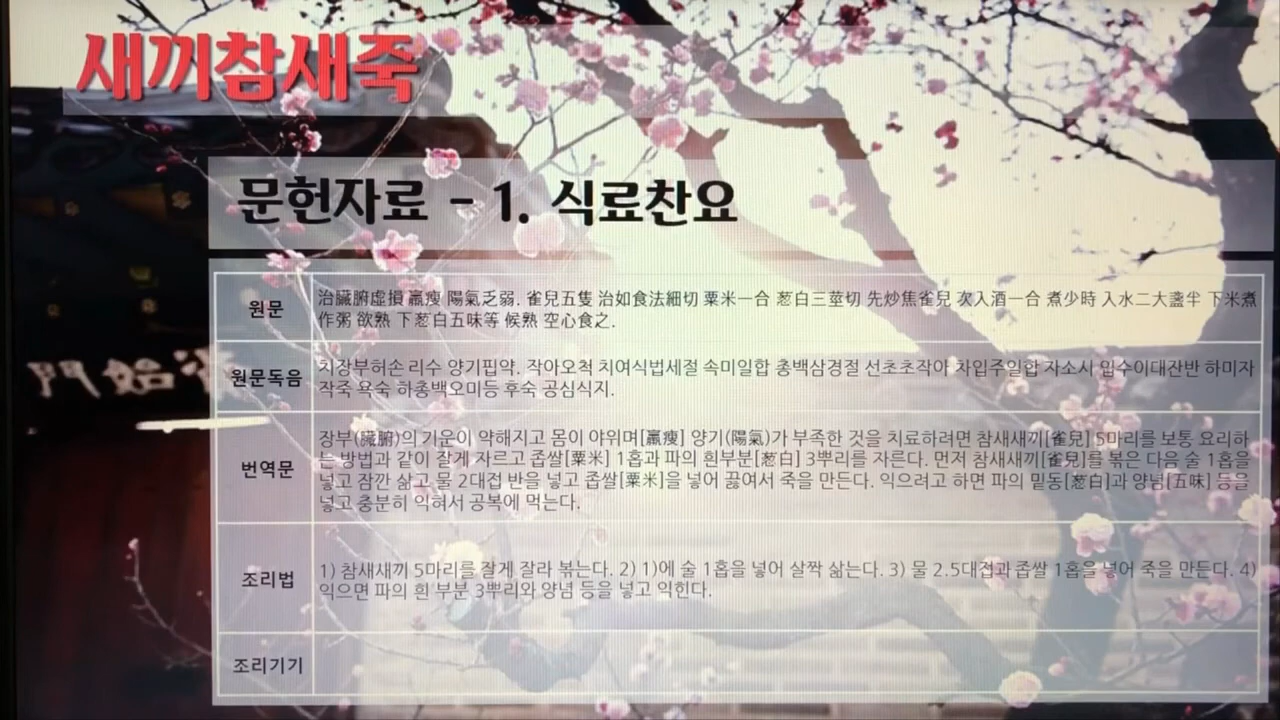 새끼참새죽
문헌자료 - 1. 식료찬요
원문
治臟腑虛損 羸瘦 陽氣乏弱. 雀兒五隻 治如食法細切 粟米一合 葱白三莖切 先炒焦雀兒 次入酒一合 煮少時 入水二大盞半 下米煮
作粥 欲熟 下葱白五味等 候熟 空心食之.
원문독음
치장부허손 리수 양기핍약. 작아오척 치여식법세절 속미일합 총백삼경절 선초초작아 차입주일합 자소시 입수이대잔반 하미자
작죽 욕숙 하총백오미등 후숙 공심식지.
번역문
장부(臟腑)의 기운이 약해지고 몸이 야위며[羸瘦] 양기(陽氣)가 부족한 것을 치료하려면 참새새끼[雀兒] 5마리를 보통 요리하
는 방법과 같이 잘게 자르고 좁쌀[粟米] 1홉과 파의 흰부분[葱白] 3뿌리를 자른다. 먼저 참새새끼[雀兒]를 볶은 다음 술 1홉을
넣고 잠깐 삶고 물 2대접 반을 넣고 좁쌀[粟米]을 넣어 끓여서 죽을 만든다. 익으려고 하면 파의 밑동[葱白]과 양념[五味] 등을
넣고 충분히 익혀서 공복에 먹는다.
조리법
1) 참새새끼 5마리를 잘게 잘라 볶는다. 2) 1)에 술 1홉을 넣어 살짝 삶는다. 3) 물 2.5대접과 좁쌀 1홉을 넣어 죽을 만든다. 4)
익으면 파의 흰 부분 3뿌리와 양념 등을 넣고 익힌다.
조리기기
門始